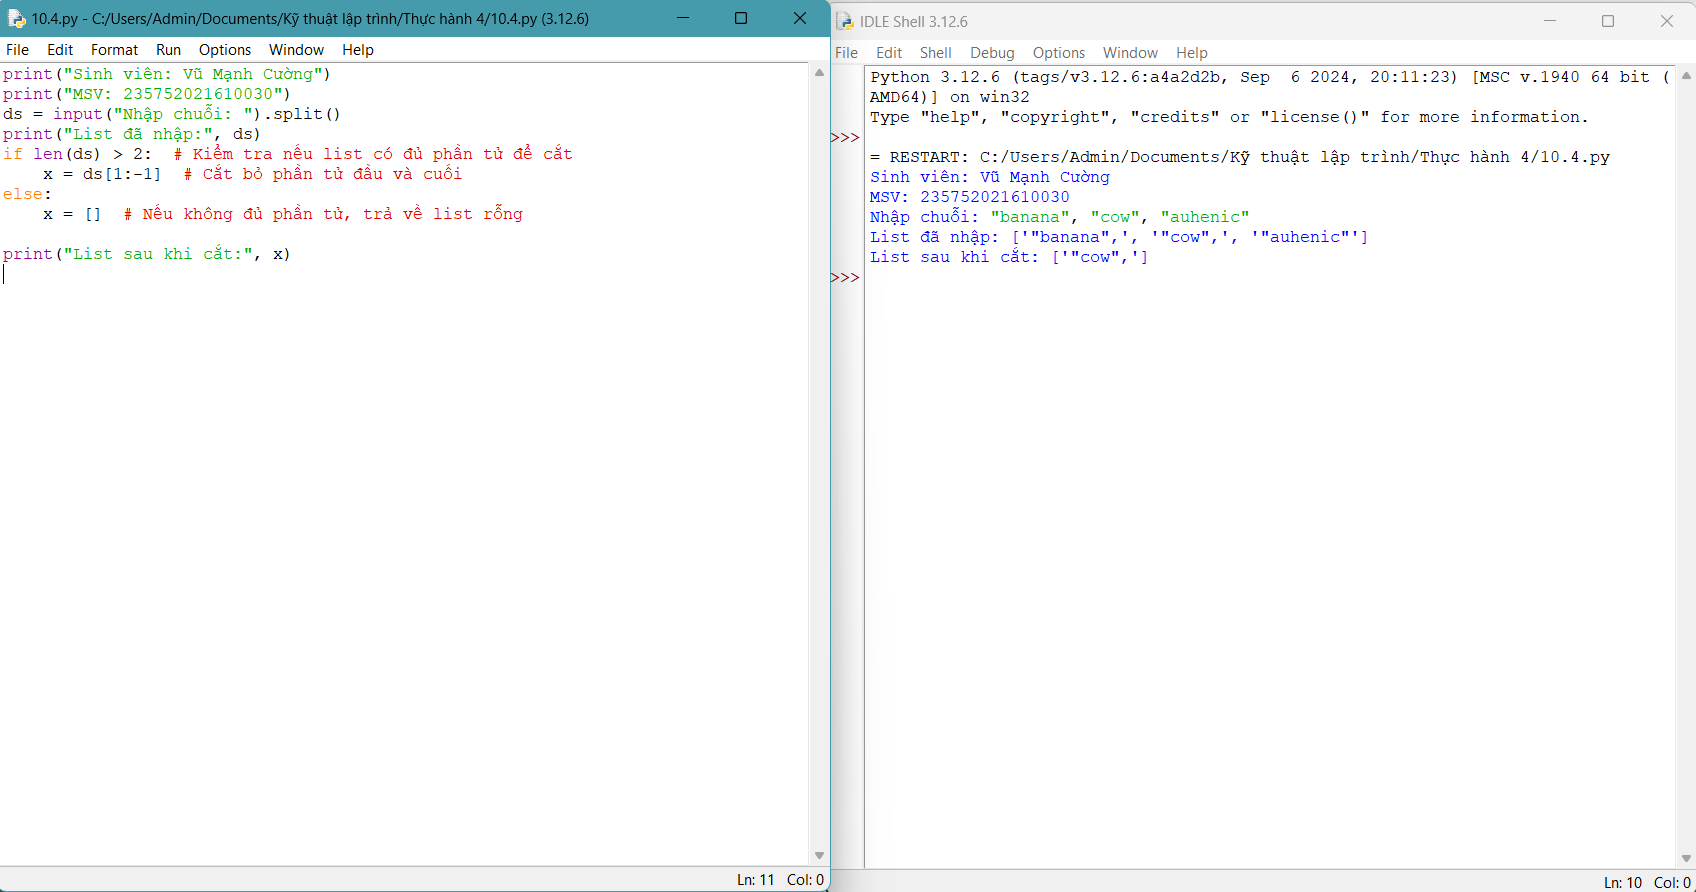 10.4.py - C:/Users/Admin/Documents/Kỹ thuật lập trình/Thực hành 4/10.4.py (3.12.6)
File Edit Format Run Options Window Help
print("Sinh viên: Vũ Mạnh Cường")
print("MSV: 235752021610030")
ds = input("Nhập chuỗi: ").split()
print("List đã nhập:", ds)
if len(ds) > 2:  # Kiểm tra nếu list có đủ phần tử để cắt
    x = ds[1:-1]  # Cắt bỏ phần tử đầu và cuối
else:
    x = []  # Nếu không đủ phần tử, trả về list rỗng
print("List sau khi cắt:", x)
Ln: 11 Col: 0
IDLE Shell 3.12.6
File Edit Shell Debug Options Window Help
Python 3.12.6 (tags/v3.12.6:a4a2d2b, Sep  6 2024, 20:11:23) [MSC v.1940 64 bit (
AMD64)] on win32
Type "help", "copyright", "credits" or "license()" for more information.
>>>
= RESTART: C:/Users/Admin/Documents/Kỹ thuật lập trình/Thực hành 4/10.4.py
Sinh viên: Vũ Mạnh Cường
MSV: 235752021610030
Nhập chuỗi: "banana", "cow", "auhenic"
List đã nhập: ['"banana",', '"cow",', '"auhenic"']
List sau khi cắt: ['"cow",']
>>>
Ln: 10 Col: 0